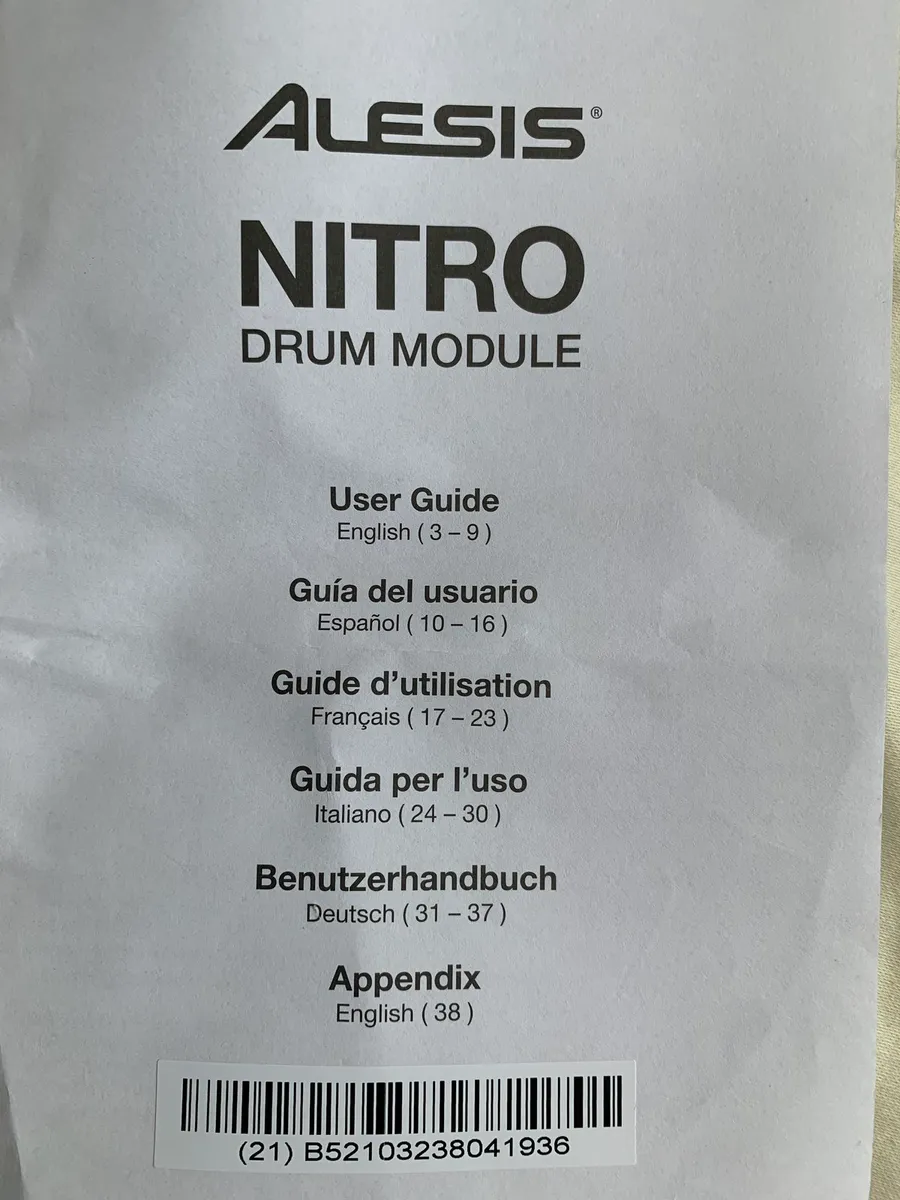 ALESIS®
NITRO
DRUM MODULE
User Guide
English ( 3 – 9 )
Guía del usuario
Español ( 10 – 16 )
Guide d’utilisation
Français ( 17 – 23 )
Guida per l’uso
Italiano ( 24 – 30 )
Benutzerhandbuch
Deutsch ( 31 – 37 )
Appendix
English ( 38 )
(21) B52103238041936